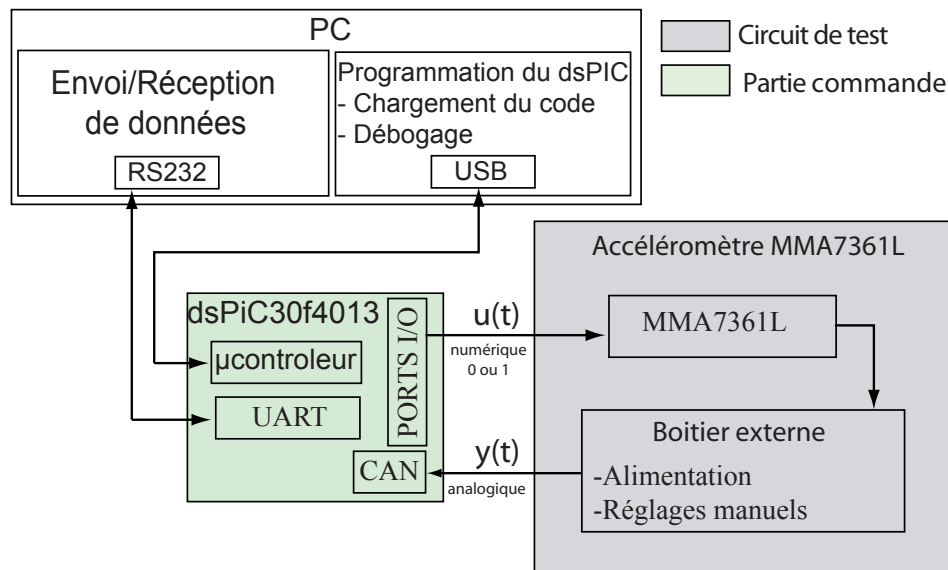 PC
Envoi/Réception
de données
RS232
Programmation du dsPIC
- Chargement du code
- Débogage
USB
Circuit de test
Partie commande
Accéléromètre MMA7361L
dsPiC30f4013
µcontroleur
UART
PORTS I/O
CAN
u(t)
numérique
0 ou 1
y(t)
analogique
MMA7361L
Boitier externe
-Alimentation
-Réglages manuels